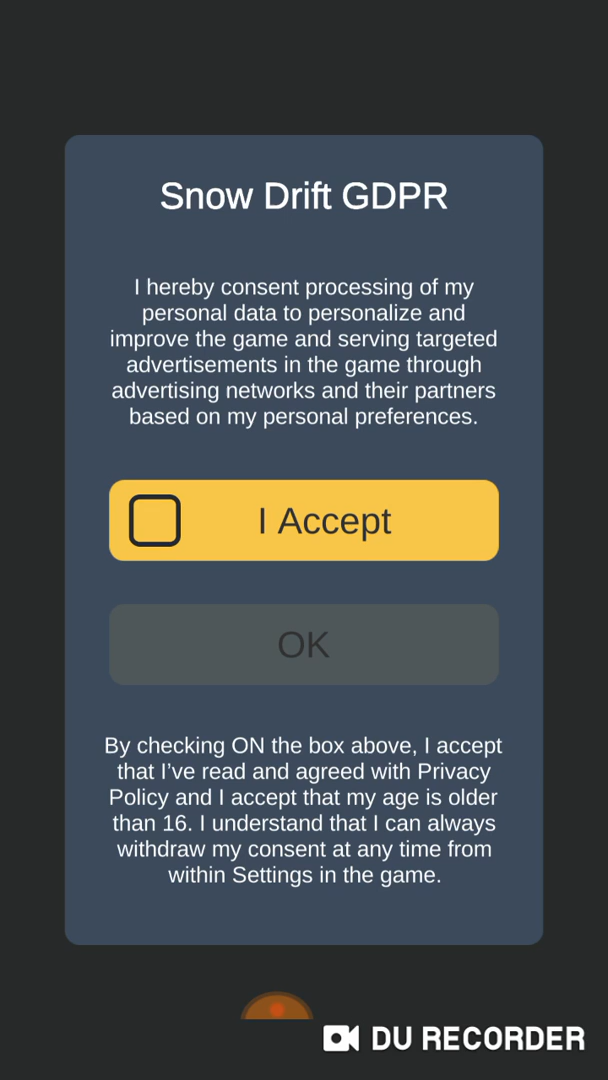 Snow Drift GDPR
I hereby consent processing of my
personal data to personalize and
improve the game and serving targeted
advertisements in the game through
advertising networks and their partners
based on my personal preferences.
I Accept
OK
By checking ON the box above, I accept
that I’ve read and agreed with Privacy
Policy and I accept that my age is older
than 16. I understand that I can always
withdraw my consent at any time from
within Settings in the game.
DU RECORDER